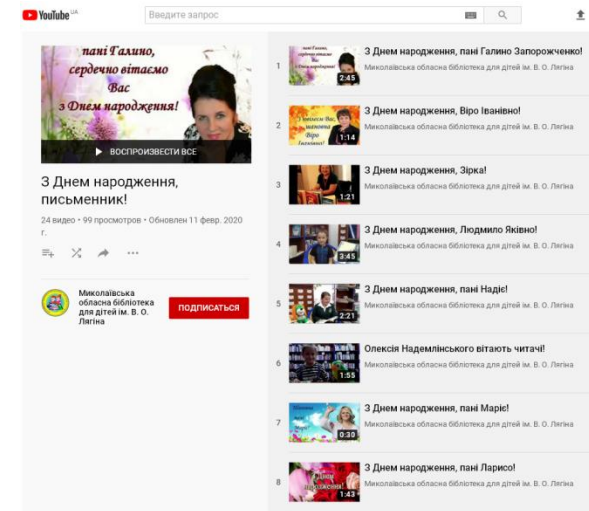 YouTube UA
Введите запрос
пані Галино,
сердечно вітаємо
Вас
з Днем народження!
ВОСПРОИЗВЕСТИ ВСЕ
З Днем народження,
письменник!
24 видео • 99 просмотров • Обновлен 11 февр. 2020
г.
Миколаївська
обласна бібліотека
для дітей ім. В. О.
Лягіна
ПОДПИСАТЬСЯ
1
2:45
З Днем народження, пані Галино Запорожченко!
Миколаївська обласна бібліотека для дітей ім. В. О. Лягіна
2
1:14
З Днем народження, Віро Іванівно!
Миколаївська обласна бібліотека для дітей ім. В. О. Лягіна
3
1:21
З Днем народження, Зірка!
Миколаївська обласна бібліотека для дітей ім. В. О. Лягіна
4
3:45
З Днем народження, Людмило Яківно!
Миколаївська обласна бібліотека для дітей ім. В. О. Лягіна
5
2:21
З Днем народження, пані Надіє!
Миколаївська обласна бібліотека для дітей ім. В. О. Лягіна
6
1:55
Олексія Надемлінського вітають читачі!
Миколаївська обласна бібліотека для дітей ім. В. О. Лягіна
7
0:30
З Днем народження, пані Маріє!
Миколаївська обласна бібліотека для дітей ім. В. О. Лягіна
8
1:43
З Днем народження, пані Ларисо!
Миколаївська обласна бібліотека для дітей ім. В. О. Лягіна